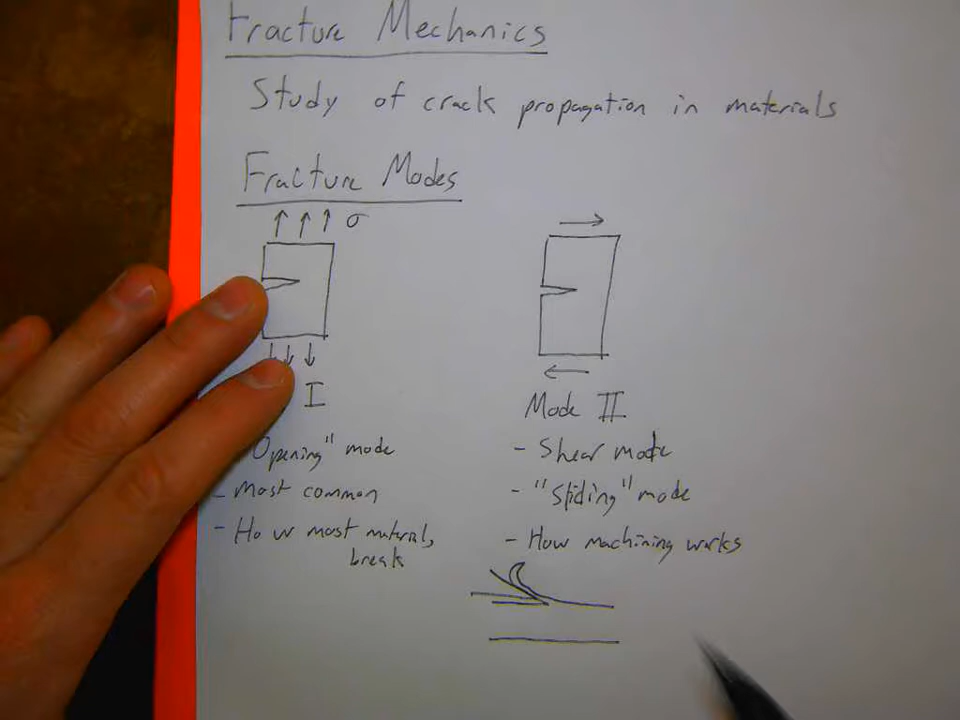 Fracture Mechanics
Study of crack propagation in materials
Fracture Modes
σ
I
Mode II
Opening" mode
- Most common
- How most materials
break
- Shear mode
- "Sliding" mode
- How machining works